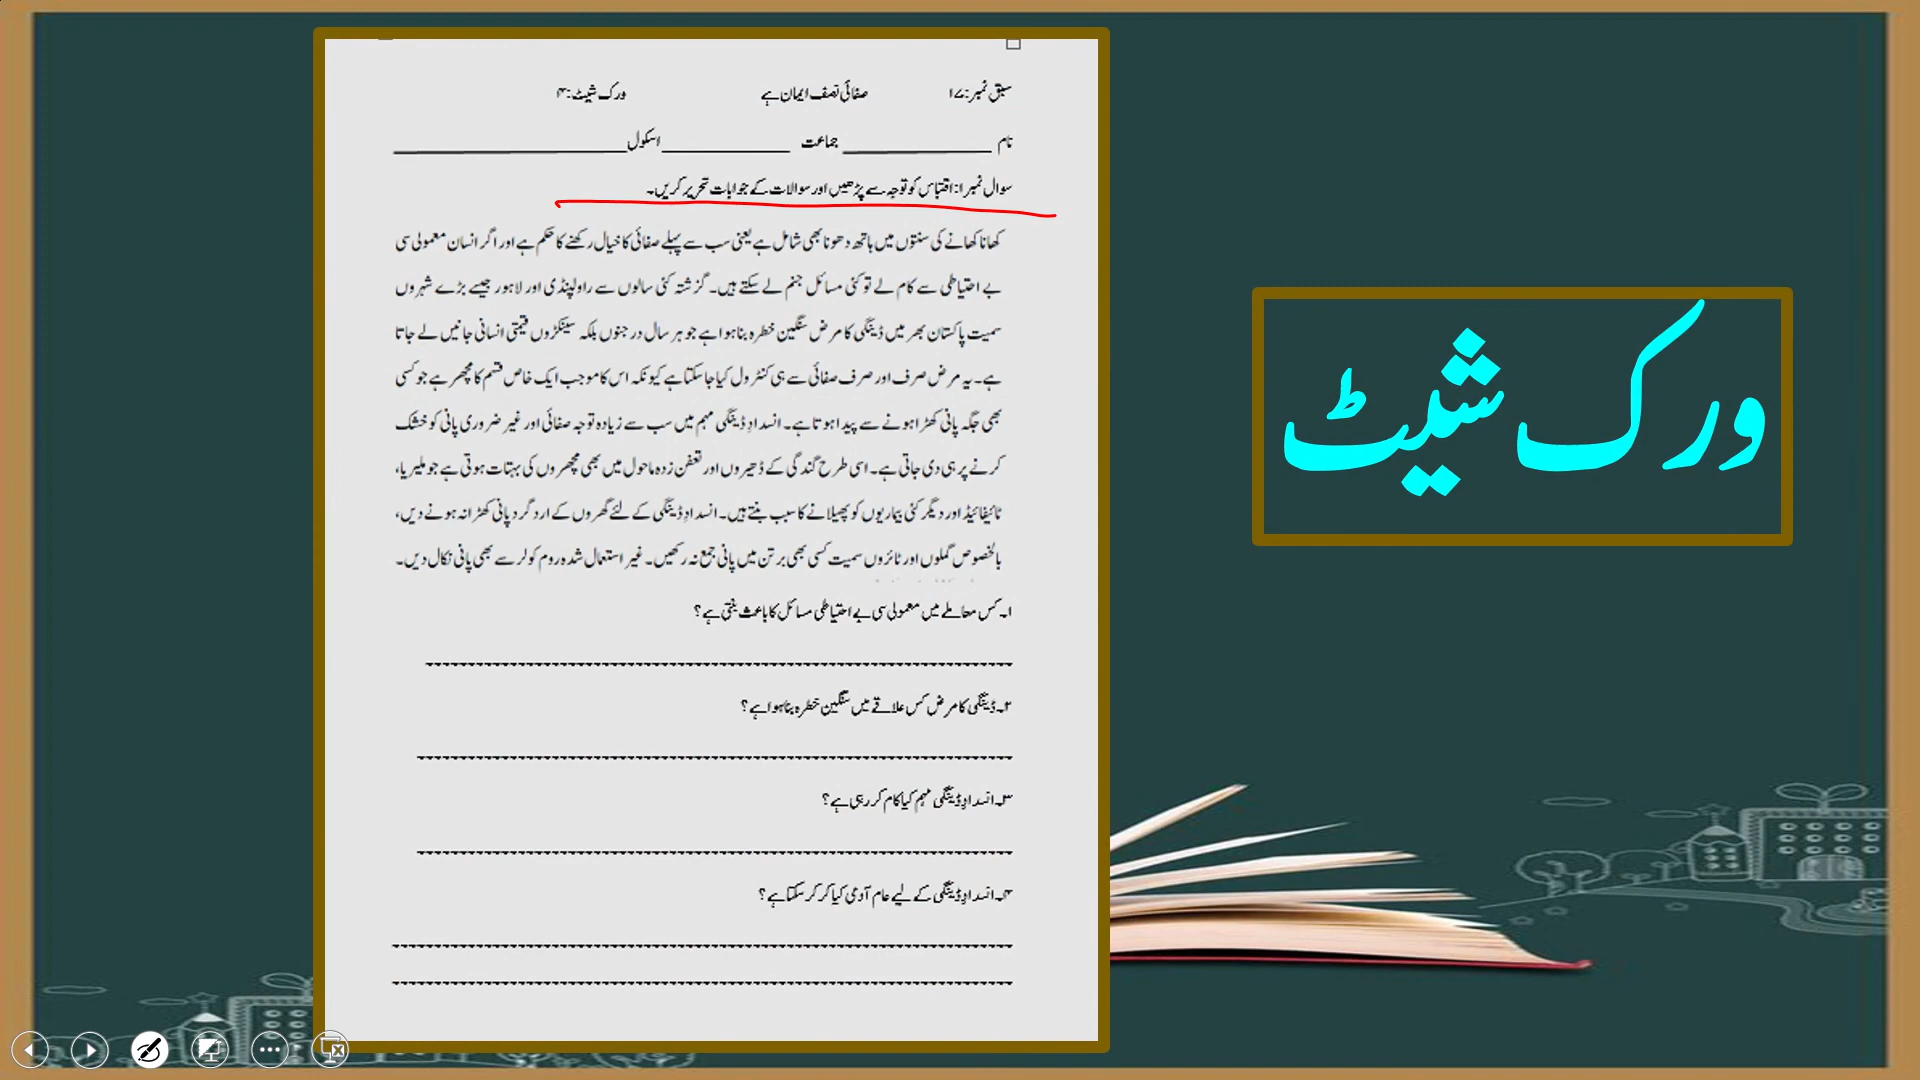 سبق نمبر: ۱۷ صفائی نصف ایمان ہے ورک شیٹ: ۴
نام ____________ جماعت ____________ اسکول ____________
سوال نمبر ۱: اقتباس کو توجہ سے پڑھیں اور سوالات کے جوابات تحریر کریں۔
کھانا کھانے کی سنتوں میں ہاتھ دھونا بھی شامل ہے یعنی سب سے پہلے صفائی کا خیال رکھنے کا حکم ہے اور اگر انسان معمولی سی
بے احتیاطی سے کام لے تو کئی مسائل جنم لے سکتے ہیں۔ گزشتہ کئی سالوں سے راولپنڈی اور لاہور جیسے بڑے شہروں
سمیت پاکستان بھر میں ڈینگی کا مرض سنگین خطرہ بنا ہوا ہے جو ہر سال درجنوں بلکہ سینکڑوں قیمتی انسانی جانیں لے جاتا
ہے۔ یہ مرض صرف اور صرف صفائی سے ہی کنٹرول کیا جا سکتا ہے کیونکہ اس کا موجب ایک خاص قسم کا مچھر ہے جو کسی
بھی جگہ پانی کھڑا ہونے سے پیدا ہوتا ہے۔ انسدادِ ڈینگی مہم میں سب سے زیادہ توجہ صفائی اور غیر ضروری پانی کو خشک
کرنے پر ہی دی جاتی ہے۔ اسی طرح گندگی کے ڈھیروں اور تعفن زدہ ماحول میں بھی مچھروں کی بہتات ہوتی ہے جو ملیریا،
ٹائیفائیڈ اور دیگر کئی بیماریوں کو پھیلانے کا سبب بنتے ہیں۔ انسدادِ ڈینگی کے لئے گھروں کے ارد گرد پانی کھڑا نہ ہونے دیں،
بالخصوص گملوں اور ٹائروں سمیت کسی بھی برتن میں پانی جمع نہ رکھیں۔ غیر استعمال شدہ روم کولر سے بھی پانی نکال دیں۔
۱۔ کس معاملے میں معمولی سی بے احتیاطی مسائل کا باعث بنتی ہے؟
۲۔ ڈینگی کا مرض کس علاقے میں سنگین خطرہ بنا ہوا ہے؟
۳۔ انسدادِ ڈینگی مہم کیا کام کر رہی ہے؟
۴۔ انسدادِ ڈینگی کے لیے عام آدمی کیا کر کر سکتا ہے؟
ورک شیٹ